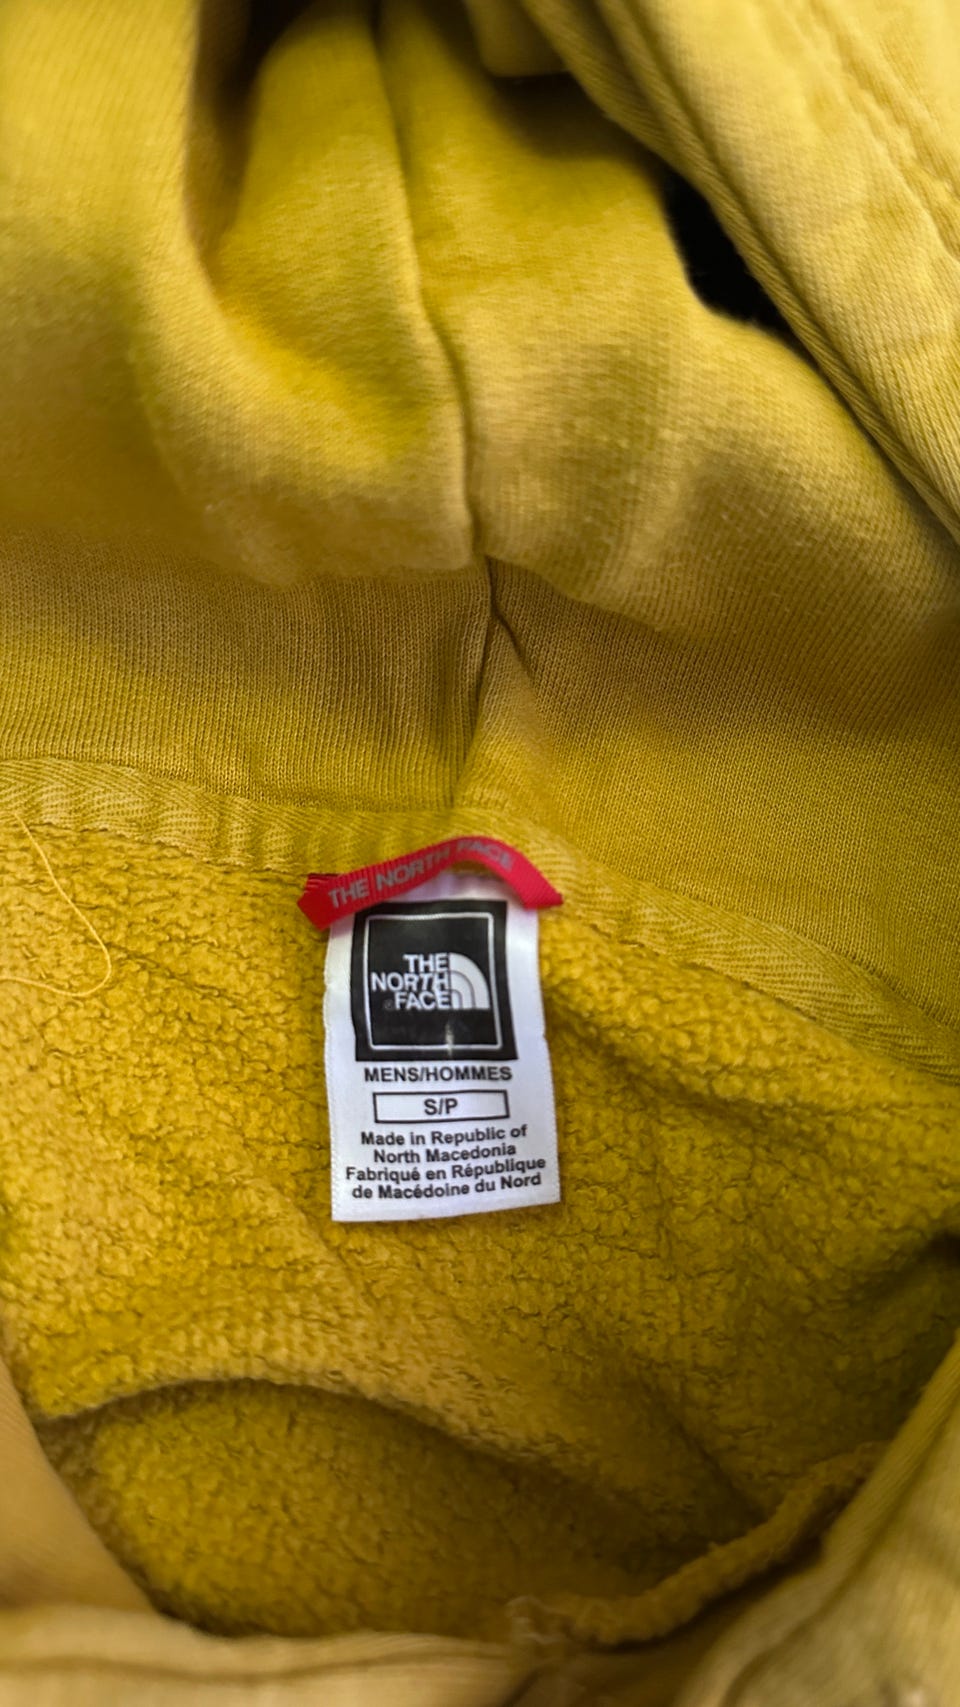 THE NORTH FACE
THE
NORTH
FACE
MENS/HOMMES
S/P
Made in Republic of
North Macedonia
Fabriqué en République
de Macédoine du Nord